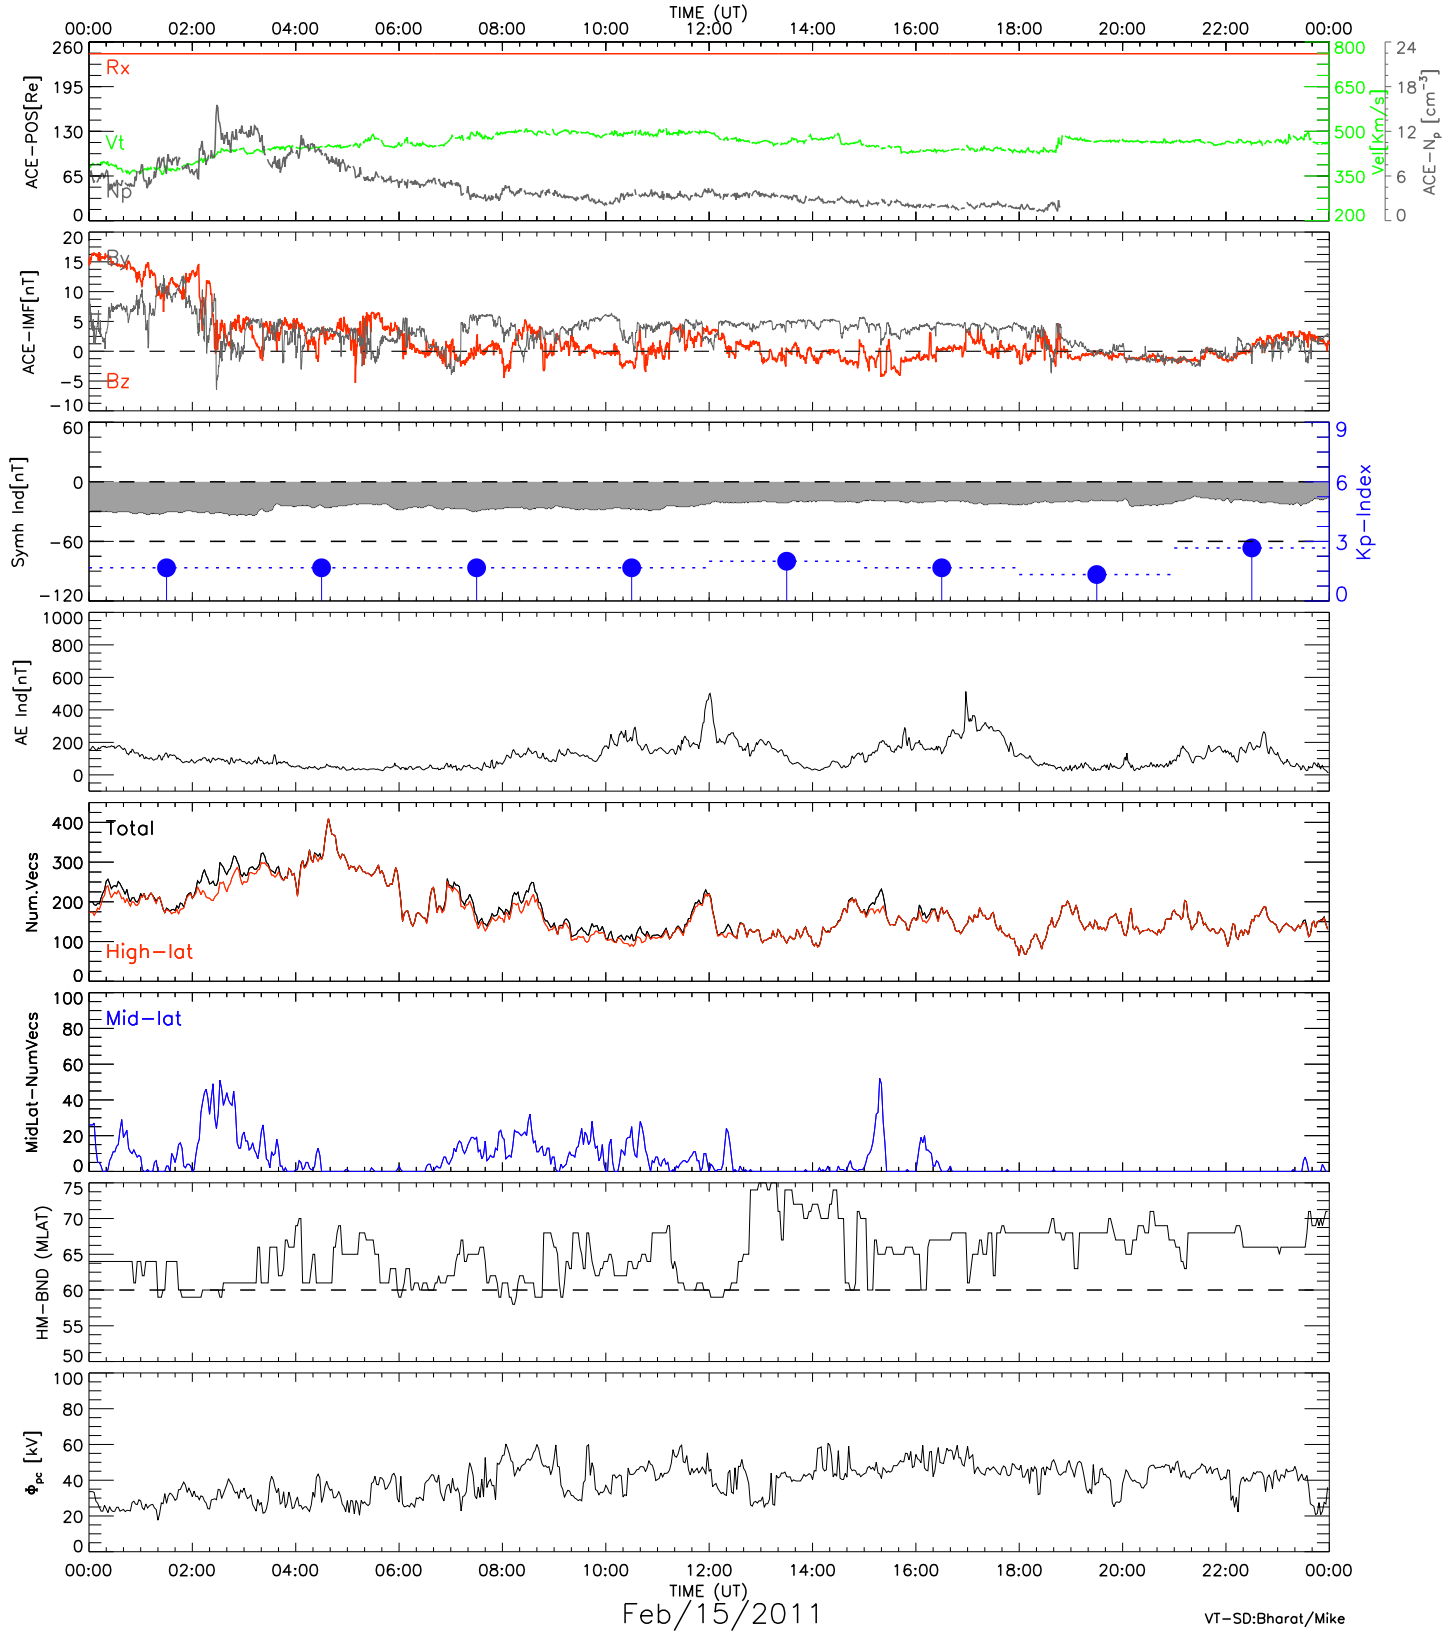 TIME (UT)
00:00 02:00 04:00 06:00 08:00 10:00 12:00 14:00 16:00 18:00 20:00 22:00 00:00
ACE-POS[Re]
260
195
130
65
0
Rx
Vt
Np
800
650
500
350
200
Vel[Km/s]
24
18
12
6
0
ACE-Np [cm-3]
ACE-IMF[nT]
20
15
10
5
0
-5
-10
By
Bz
Symh Ind[nT]
60
0
-60
-120
9
6
3
0
Kp-Index
AE Ind[nT]
1000
800
600
400
200
0
Num.Vecs
400
300
200
100
0
Total
High-lat
MidLat-NumVecs
100
80
60
40
20
0
Mid-lat
HM-BND (MLAT)
75
70
65
60
55
50
Φpc [kV]
100
80
60
40
20
0
00:00 02:00 04:00 06:00 08:00 10:00 12:00 14:00 16:00 18:00 20:00 22:00 00:00
TIME (UT)
Feb/15/2011
VT-SD:Bharat/Mike